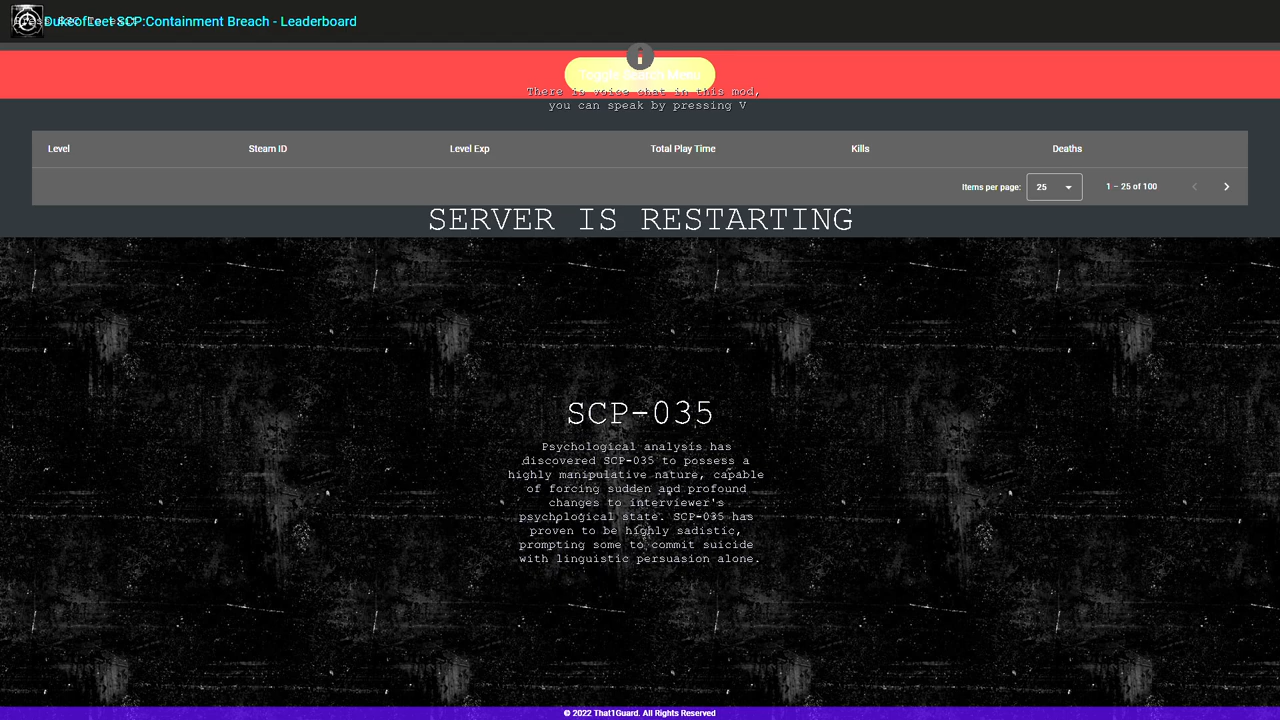 DukeofLeet SCP:Containment Breach - Leaderboard
Toggle Search Menu
There is voice chat in this mod,
you can speak by pressing V
Level Steam ID Level Exp Total Play Time Kills Deaths
Items per page: 25 1 – 25 of 100
SERVER IS RESTARTING
SCP-035
Psychological analysis has
discovered SCP-035 to possess a
highly manipulative nature, capable
of forcing sudden and profound
changes to interviewer's
psychological state. SCP-035 has
proven to be highly sadistic,
prompting some to commit suicide
with linguistic persuasion alone.
© 2022 That1Guard. All Rights Reserved